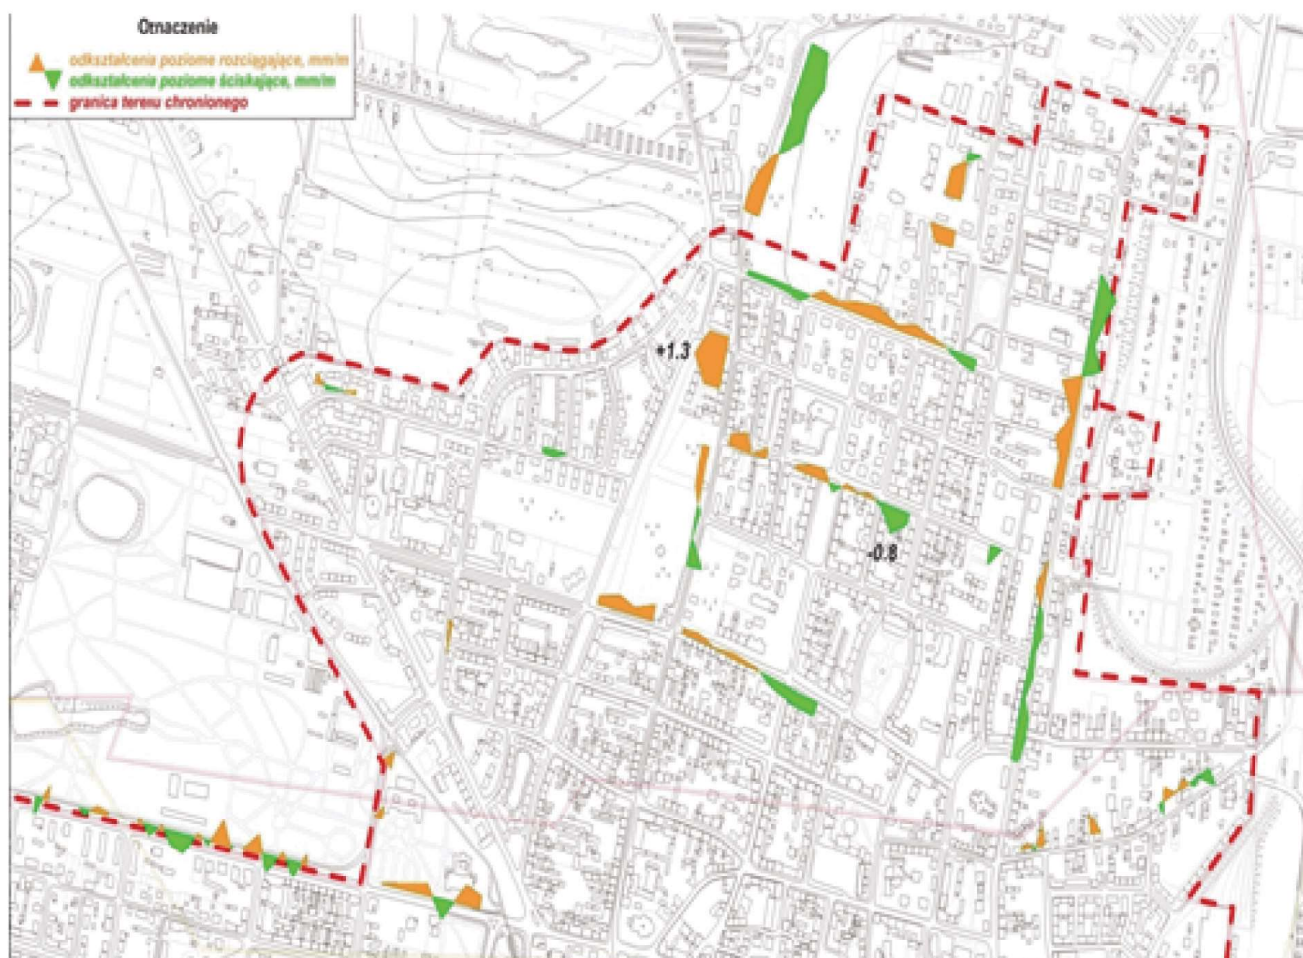 Oznaczenie
odkształcenia poziome rozciągające, mm/m
odkształcenia poziome ściskające, mm/m
granica terenu chronionego
+1.3
-0.8